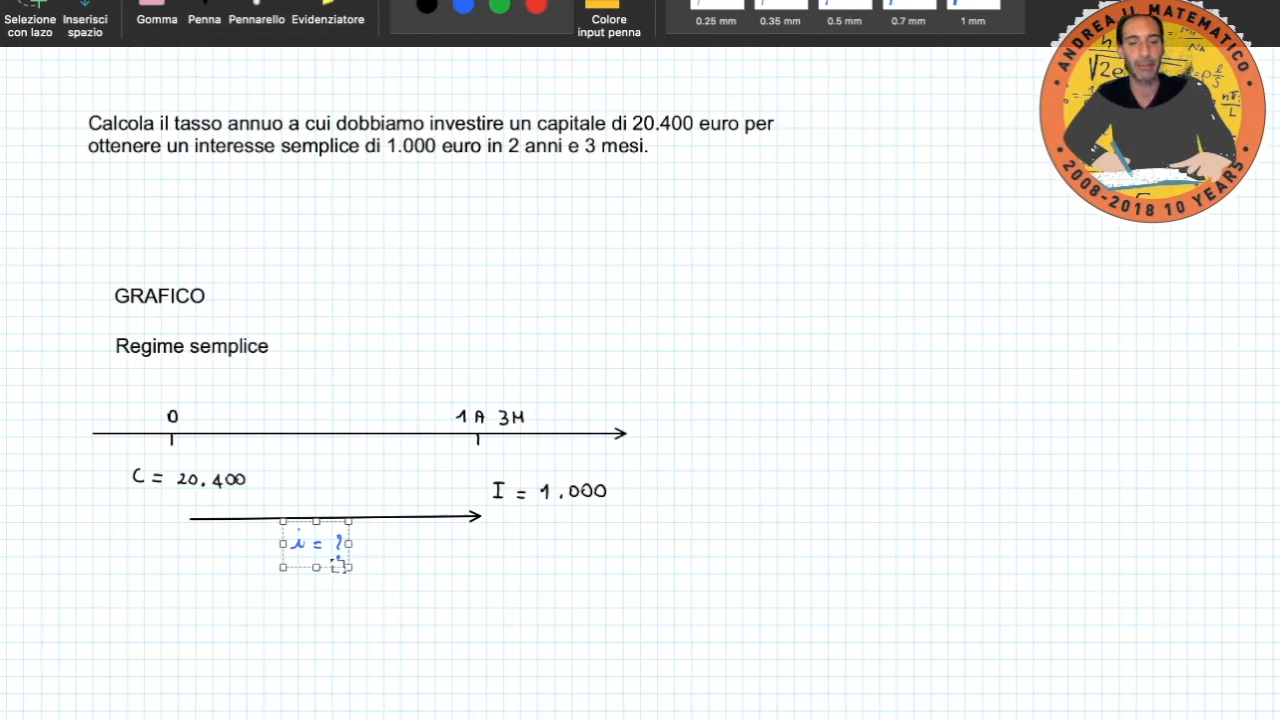 Selezione con lazo
Inserisci spazio
Gomma
Penna
Pennarello
Evidenziatore
Colore input penna
0.25 mm
0.35 mm
0.5 mm
0.7 mm
1 mm
ANDREA IL MATEMATICO
2008-2018 10 YEARS
Calcola il tasso annuo a cui dobbiamo investire un capitale di 20.400 euro per
ottenere un interesse semplice di 1.000 euro in 2 anni e 3 mesi.
GRAFICO
Regime semplice
0
1 A 3 M
C = 20.400
I = 1.000
i = ?